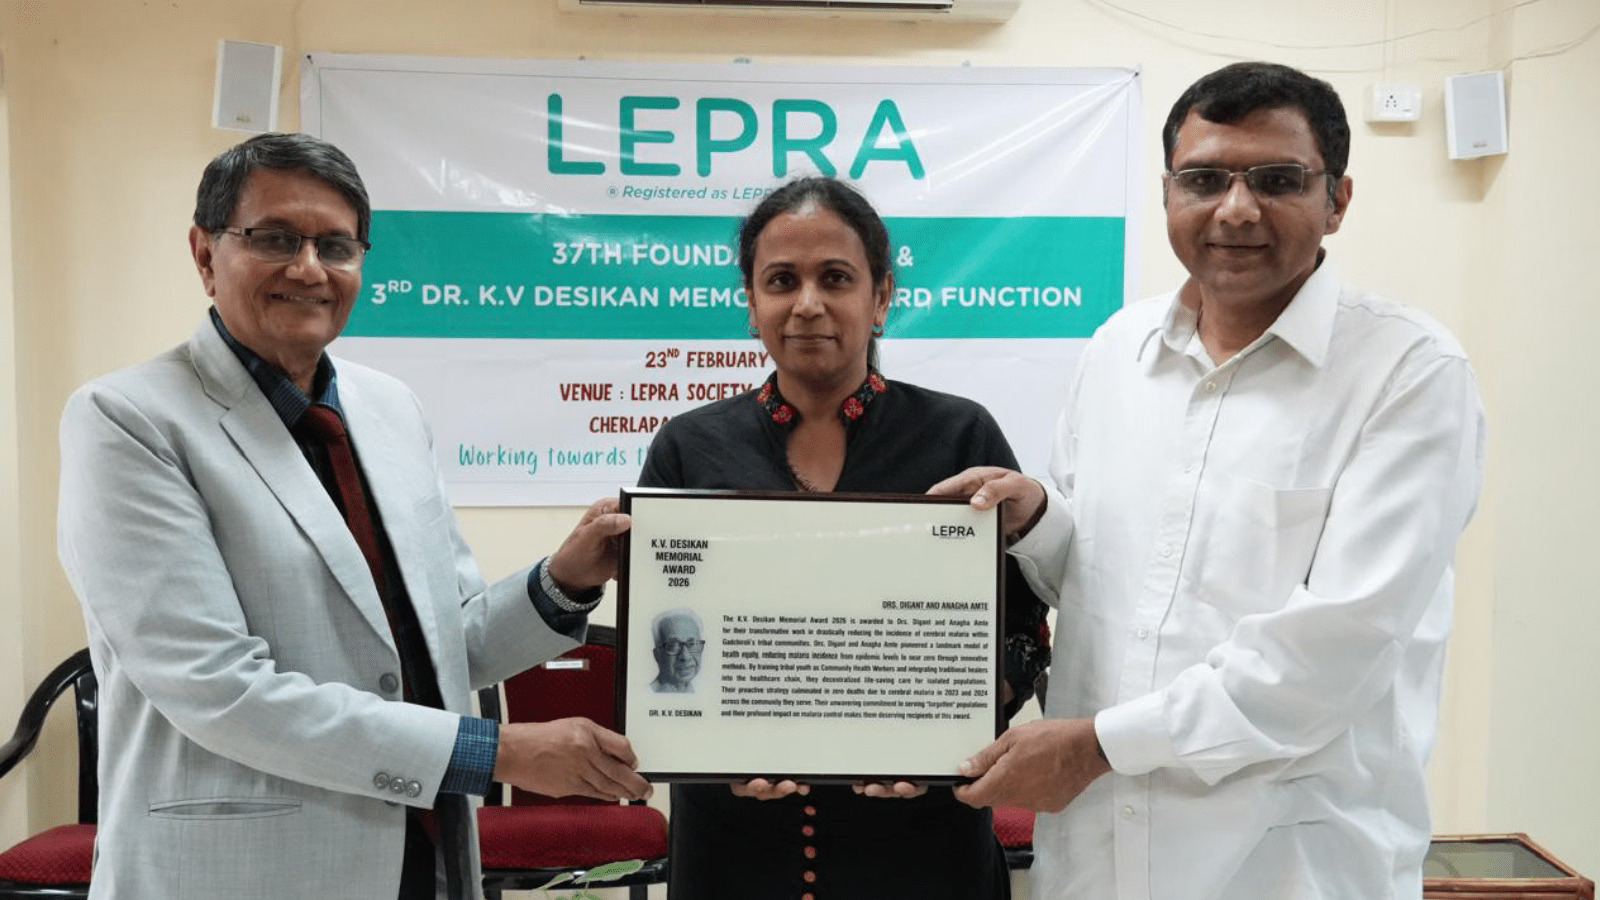 LEPRA
® Registered as LEPR
37TH FOUNDA &
3RD DR. K.V DESIKAN MEMO RD FUNCTION
23ND FEBRUARY
VENUE : LEPRA SOCIETY
CHERLAPA
Working towards th
LEPRA
K.V. DESIKAN
MEMORIAL
AWARD
2026
DRS. DIGANT AND ANAGHA AMTE
The K.V. Desikan Memorial Award 2026 is awarded to Drs. Digant and Anagha Amte
for their transformative work in drastically reducing the incidence of cerebral malaria within
Gadchiroli's tribal communities. Drs. Digant and Anagha Amte pioneered a landmark model of
health equity, reducing malaria incidence from epidemic levels to near zero through innovative
methods. By training tribal youth as Community Health Workers and integrating traditional healers
into the healthcare chain, they decentralized life-saving care for isolated populations.
Their proactive strategy culminated in zero deaths due to cerebral malaria in 2023 and 2024
across the community they serve. Their unwavering commitment to serving "forgotten" populations
and their profound impact on malaria control makes them deserving recipients of this award.
DR. K.V. DESIKAN